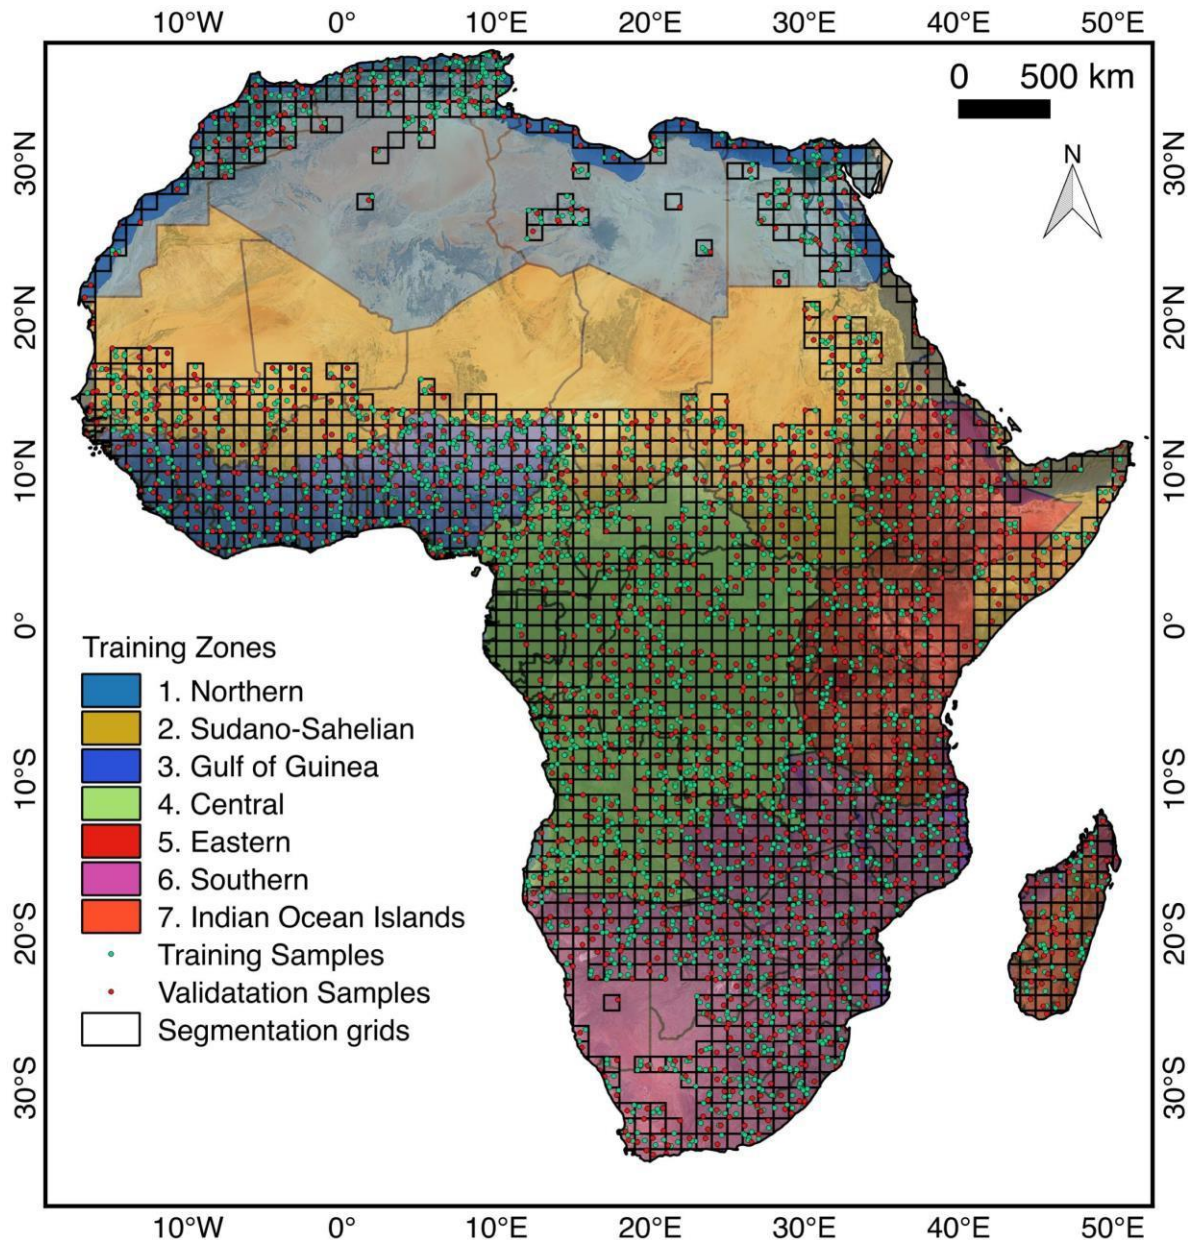 10°W 0° 10°E 20°E 30°E 40°E 50°E
0 500 km
N
30°N 30°N
20°N 20°N
10°N 10°N
0° 0°
10°S 10°S
20°S 20°S
30°S 30°S
Training Zones
1. Northern
2. Sudano-Sahelian
3. Gulf of Guinea
4. Central
5. Eastern
6. Southern
7. Indian Ocean Islands
Training Samples
Validatation Samples
Segmentation grids
10°W 0° 10°E 20°E 30°E 40°E 50°E